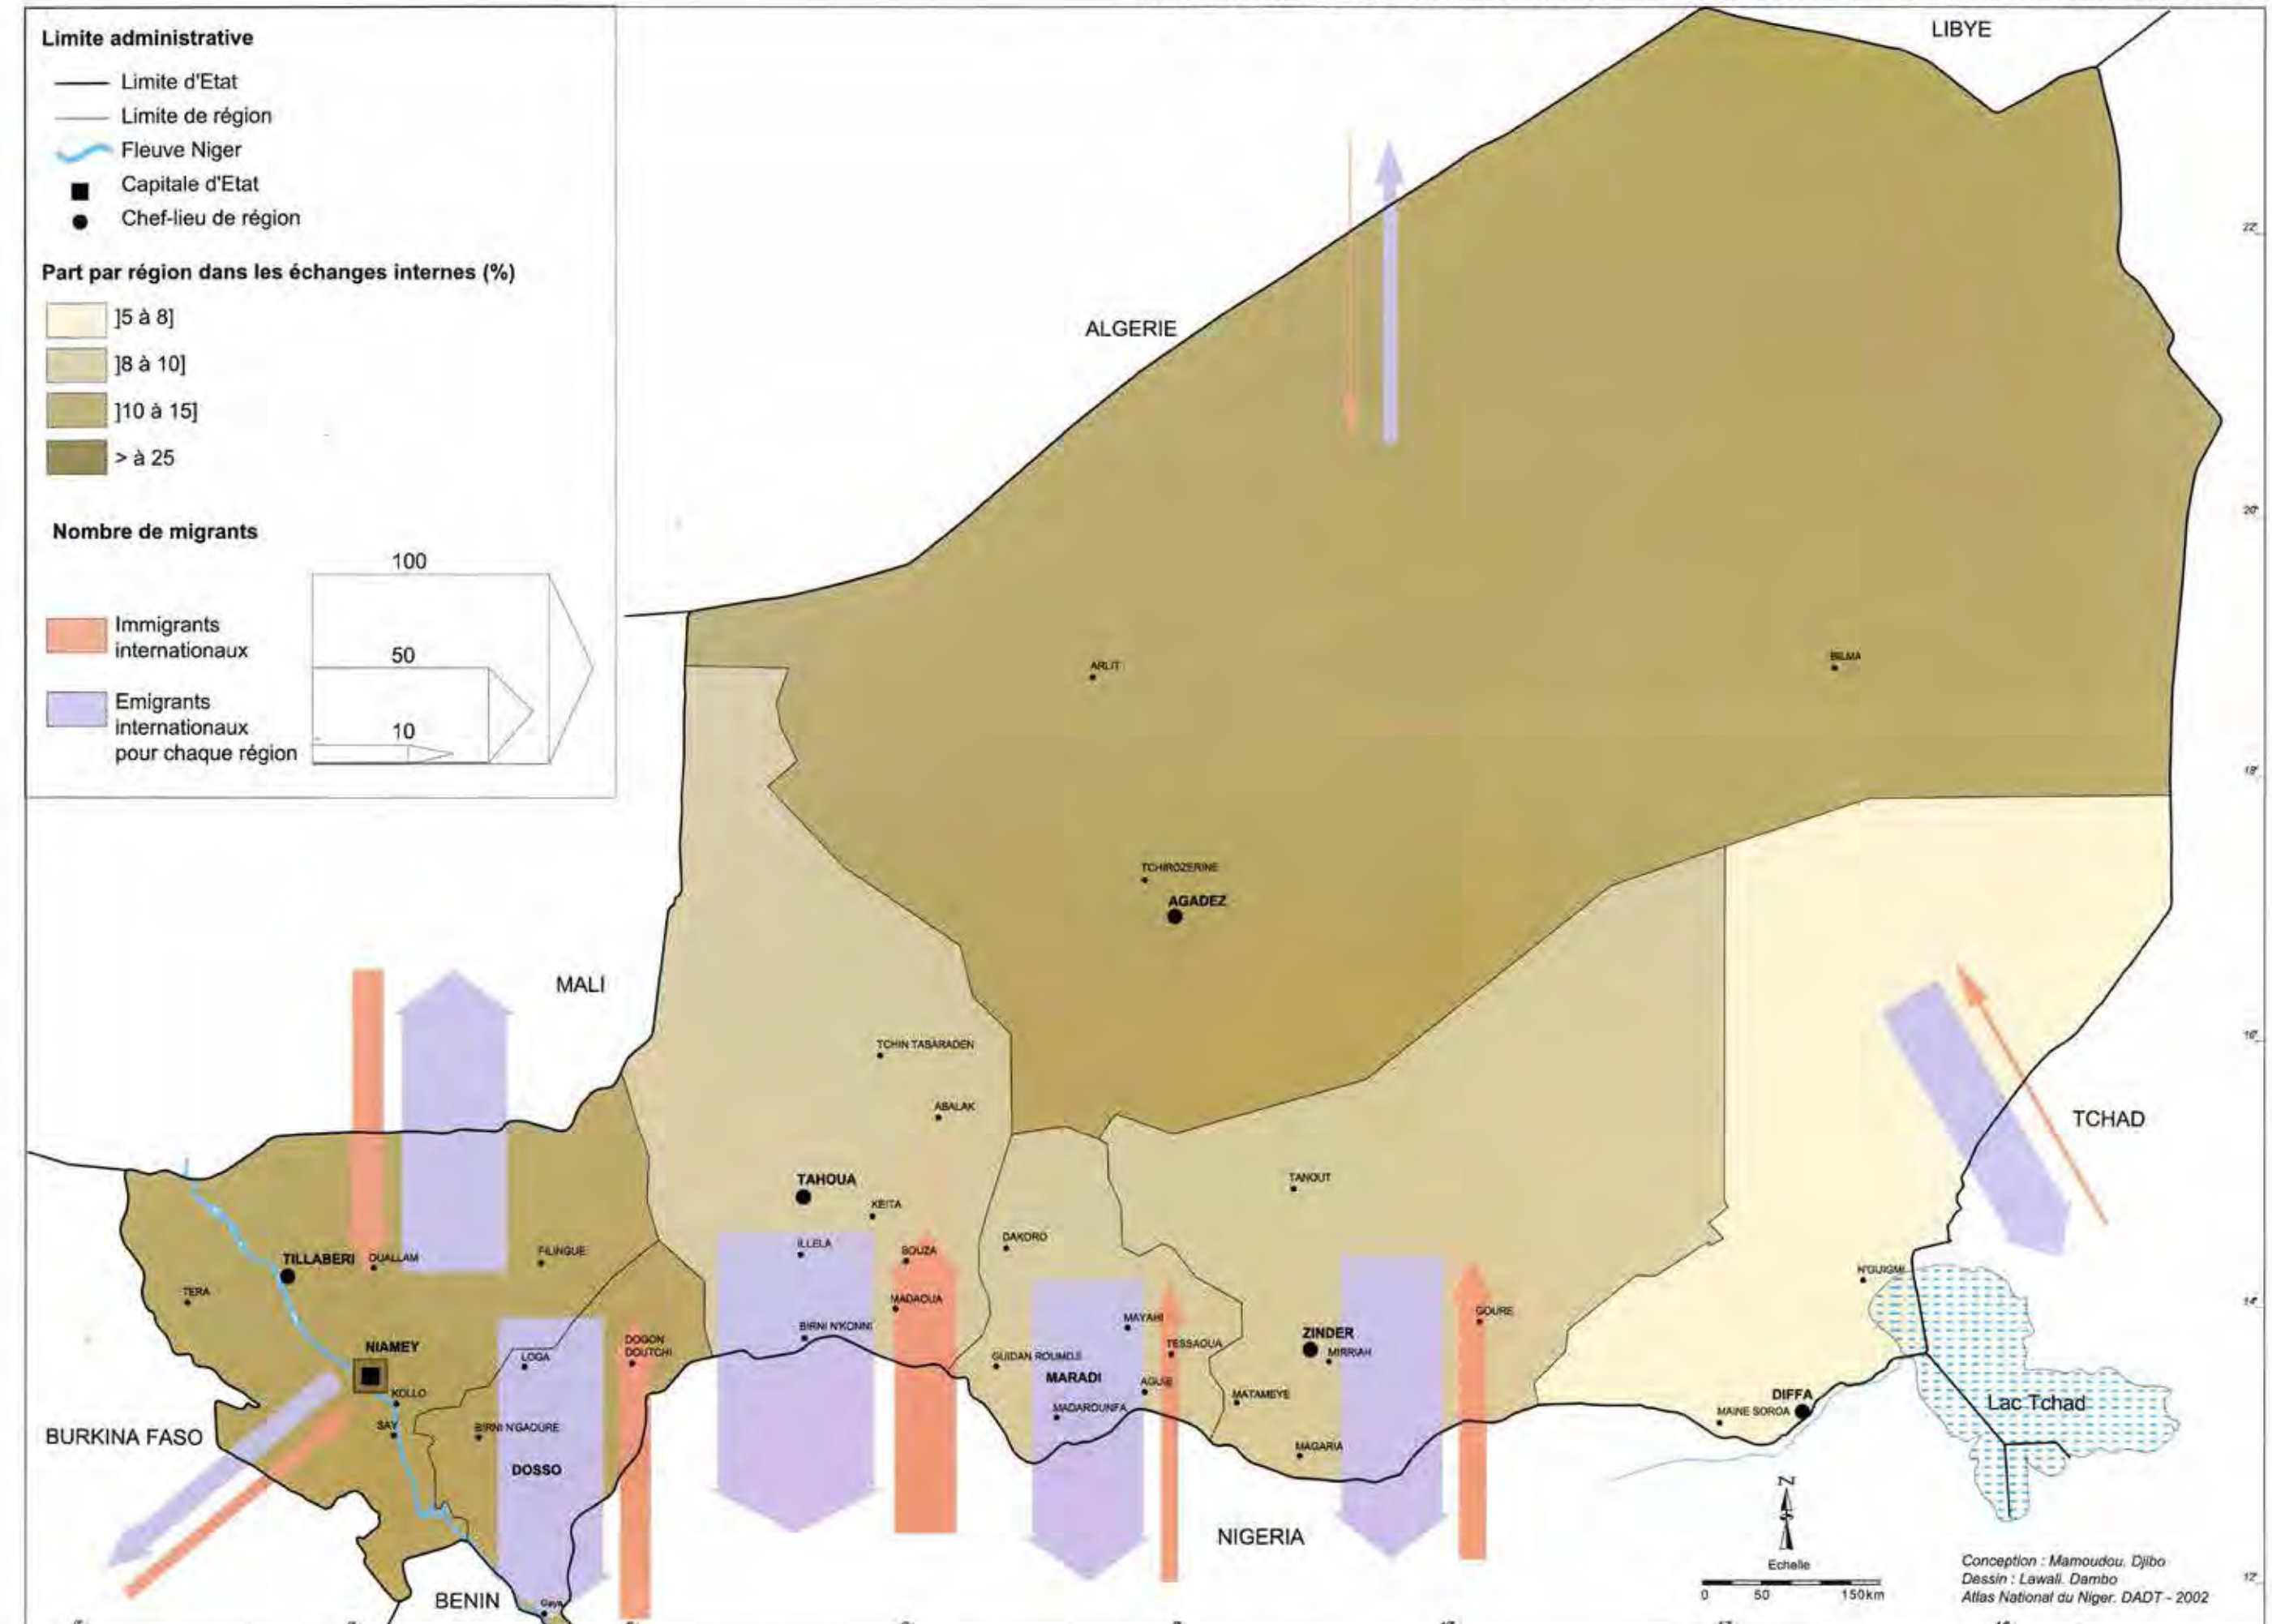 Limite administrative
Limite d'Etat
Limite de région
Fleuve Niger
Capitale d'Etat
Chef-lieu de région
Part par région dans les échanges internes (%)
]5 à 8]
]8 à 10]
]10 à 15]
> à 25
Nombre de migrants
100
50
10
Immigrants
internationaux
Emigrants
internationaux
pour chaque région
LIBYE
22°
ALGERIE
20°
ARLIT
BILMA
18°
TCHIROZERINE
AGADEZ
MALI
16°
TCHIN TABARADEN
ABALAK
TCHAD
TAHOUA
TANOUT
KEITA
DAKORO
ILLELA
BOUZA
TILLABERI
OUALLAM
FILINGUE
N'GUIGMI
TERA
MADAOUA
14°
GOURE
MAYAHI
BIRNI N'KONNI
ZINDER
NIAMEY
DOGON
DOUTCHI
TESSAOUA
MIRRIAH
LOGA
GUIDAN ROUMDJI
MARADI
AGUIE
KOLLO
MATAMEYE
DIFFA
MAINE SOROA
Lac Tchad
MADAROUNFA
SAY
BIRNI N'GAOURE
BURKINA FASO
MAGARIA
DOSSO
N
S
NIGERIA
Echelle
0 50 150km
Conception : Mamoudou. Djibo
Dessin : Lawali. Dambo
Atlas National du Niger. DADT - 2002
12°
BENIN
Gaya